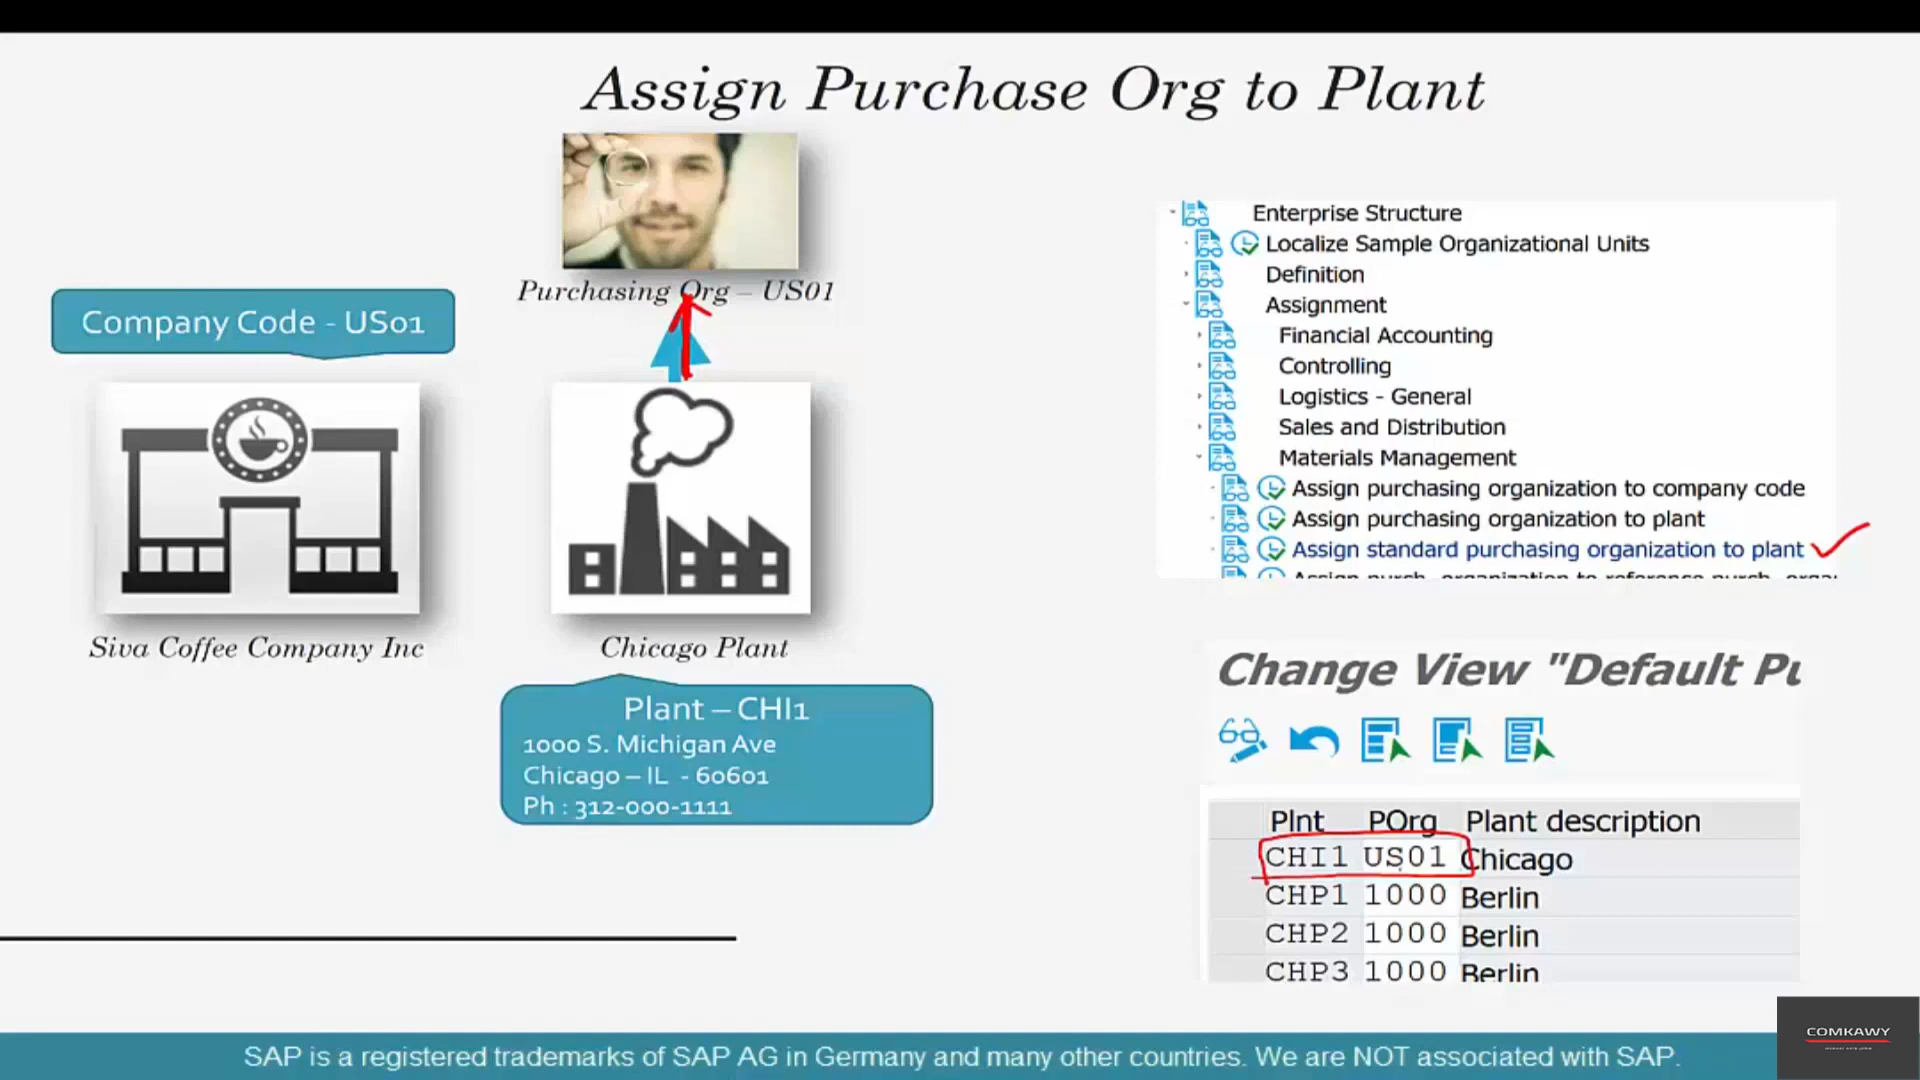 Assign Purchase Org to Plant
Purchasing Org – US01
Company Code - US01
Siva Coffee Company Inc
Chicago Plant
Plant – CHI1
1000 S. Michigan Ave
Chicago – IL - 60601
Ph : 312-000-1111
Enterprise Structure
Localize Sample Organizational Units
Definition
Assignment
Financial Accounting
Controlling
Logistics - General
Sales and Distribution
Materials Management
Assign purchasing organization to company code
Assign purchasing organization to plant
Assign standard purchasing organization to plant
Change View "Default Pu
Plnt POrg Plant description
CHI1 US01 Chicago
CHP1 1000 Berlin
CHP2 1000 Berlin
CHP3 1000 Berlin
SAP is a registered trademarks of SAP AG in Germany and many other countries. We are NOT associated with SAP.
COMKAWY